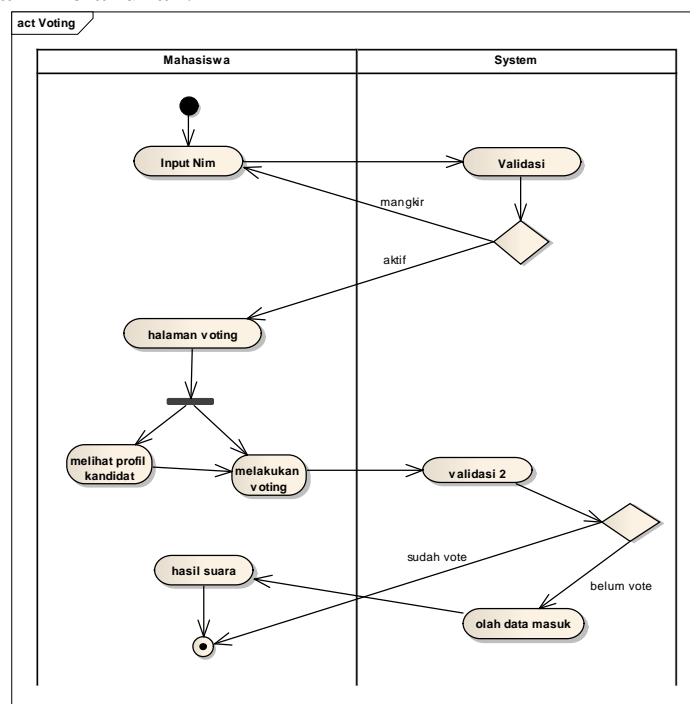 act Voting
Mahasiswa
System
Input Nim
Validasi
mangkir
aktif
halaman voting
melihat profil
kandidat
melakukan
voting
validasi 2
sudah vote
belum vote
hasil suara
olah data masuk